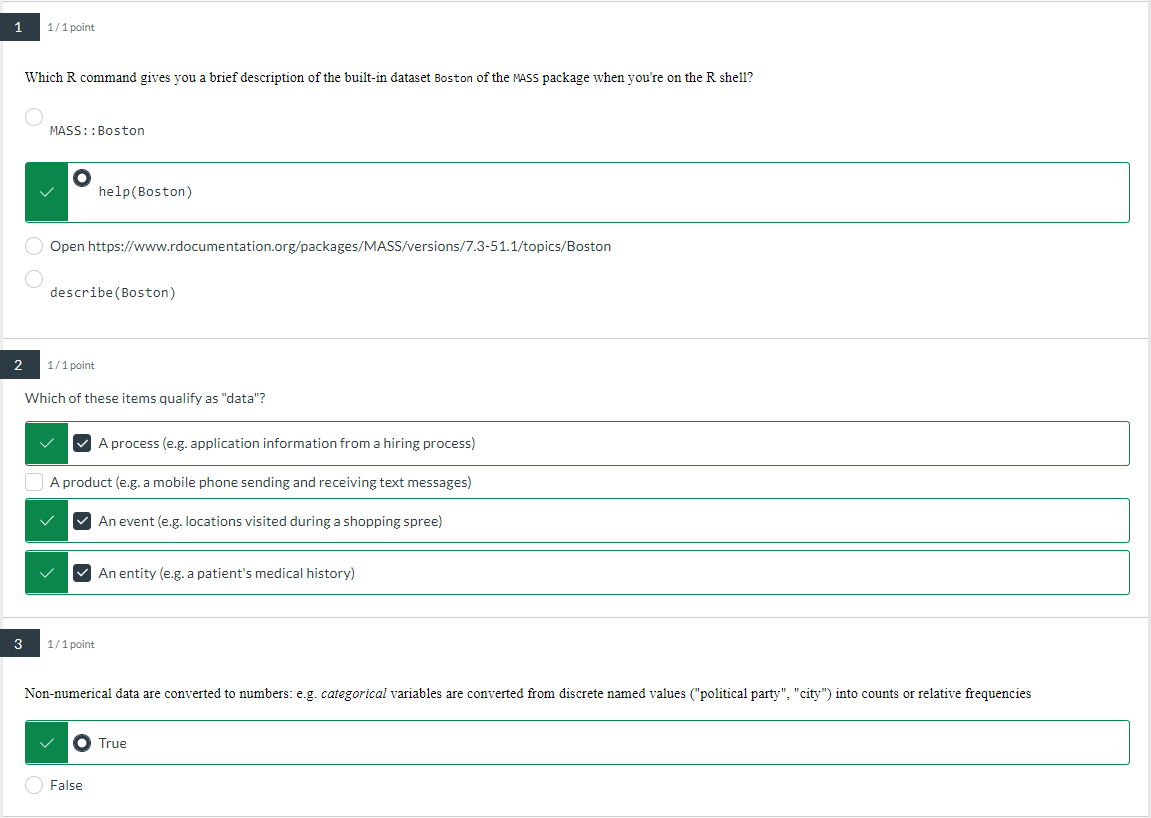 1
1 / 1 point
Which R command gives you a brief description of the built-in dataset Boston of the MASS package when you're on the R shell?
MASS::Boston
help(Boston)
Open https://www.rdocumentation.org/packages/MASS/versions/7.3-51.1/topics/Boston
describe(Boston)
2
1 / 1 point
Which of these items qualify as "data"?
A process (e.g. application information from a hiring process)
A product (e.g. a mobile phone sending and receiving text messages)
An event (e.g. locations visited during a shopping spree)
An entity (e.g. a patient's medical history)
3
1 / 1 point
Non-numerical data are converted to numbers: e.g. categorical variables are converted from discrete named values ("political party", "city") into counts or relative frequencies
True
False